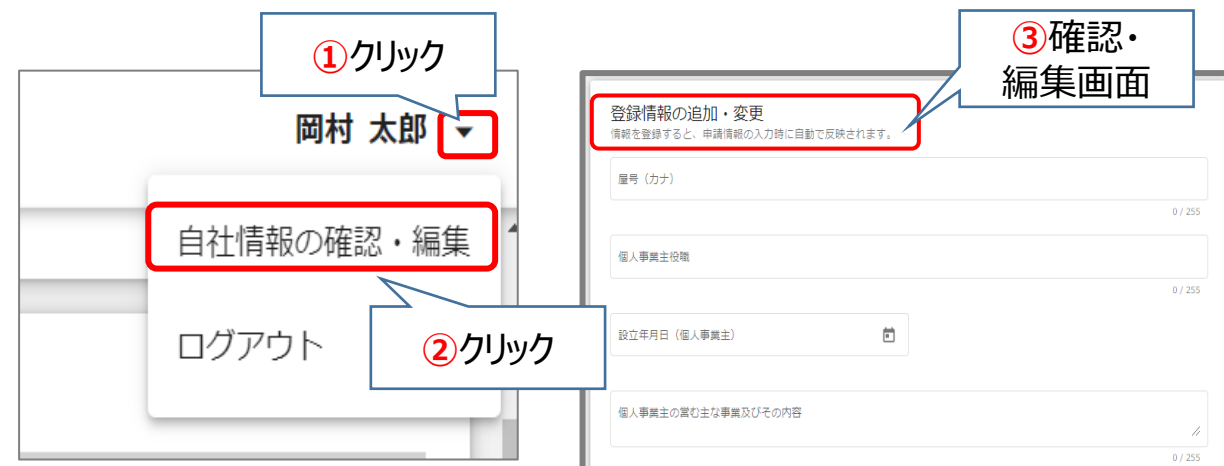 ①クリック
岡村 太郎 ▼
自社情報の確認・編集
ログアウト
②クリック
③確認・
編集画面
登録情報の追加・変更
情報を登録すると、申請情報の入力時に自動で反映されます。
屋号（カナ）
0 / 255
個人事業主役職
0 / 255
設立年月日（個人事業主）
個人事業主の営む主な事業及びその内容
0 / 255